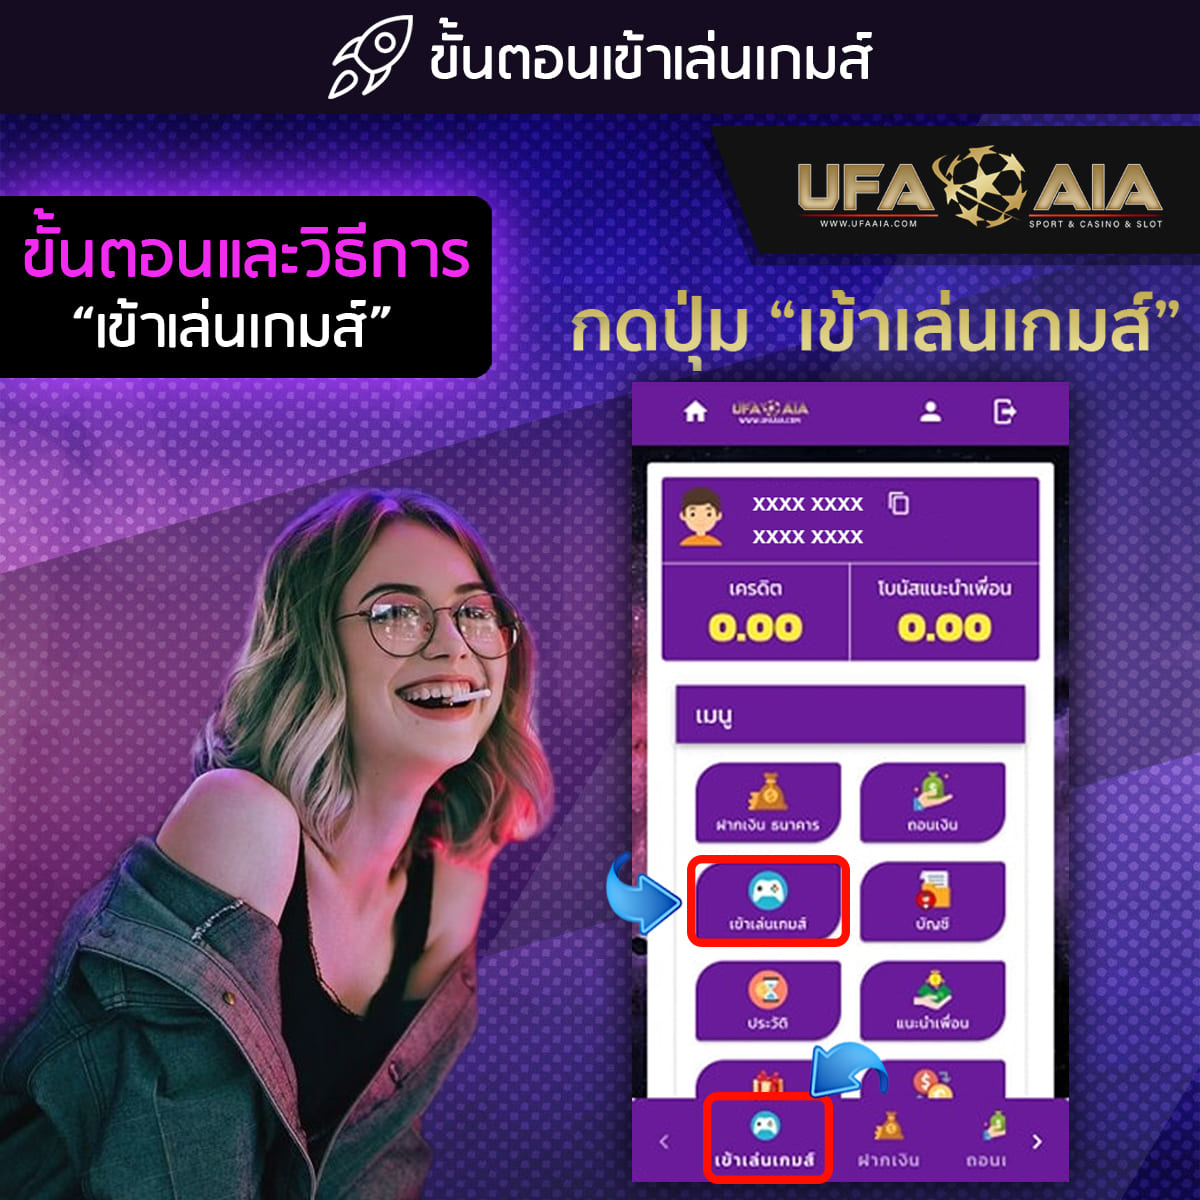 ขั้นตอนเข้าเล่นเกมส์
UFA AIA
WWW.UFAAIA.COM
SPORT & CASINO & SLOT
ขั้นตอนและวิธีการ
“เข้าเล่นเกมส์”
กดปุ่ม “เข้าเล่นเกมส์”
UFA AIA
WWW.UFAAIA.COM
XXXX XXXX
XXXX XXXX
เครดิต
โบนัสแนะนำเพื่อน
0.00
0.00
เมนู
ฝากเงิน ธนาคาร
ถอนเงิน
เข้าเล่นเกมส์
บัญชี
ประวัติ
แนะนำเพื่อน
เข้าเล่นเกมส์
ฝากเงิน
ถอนเ